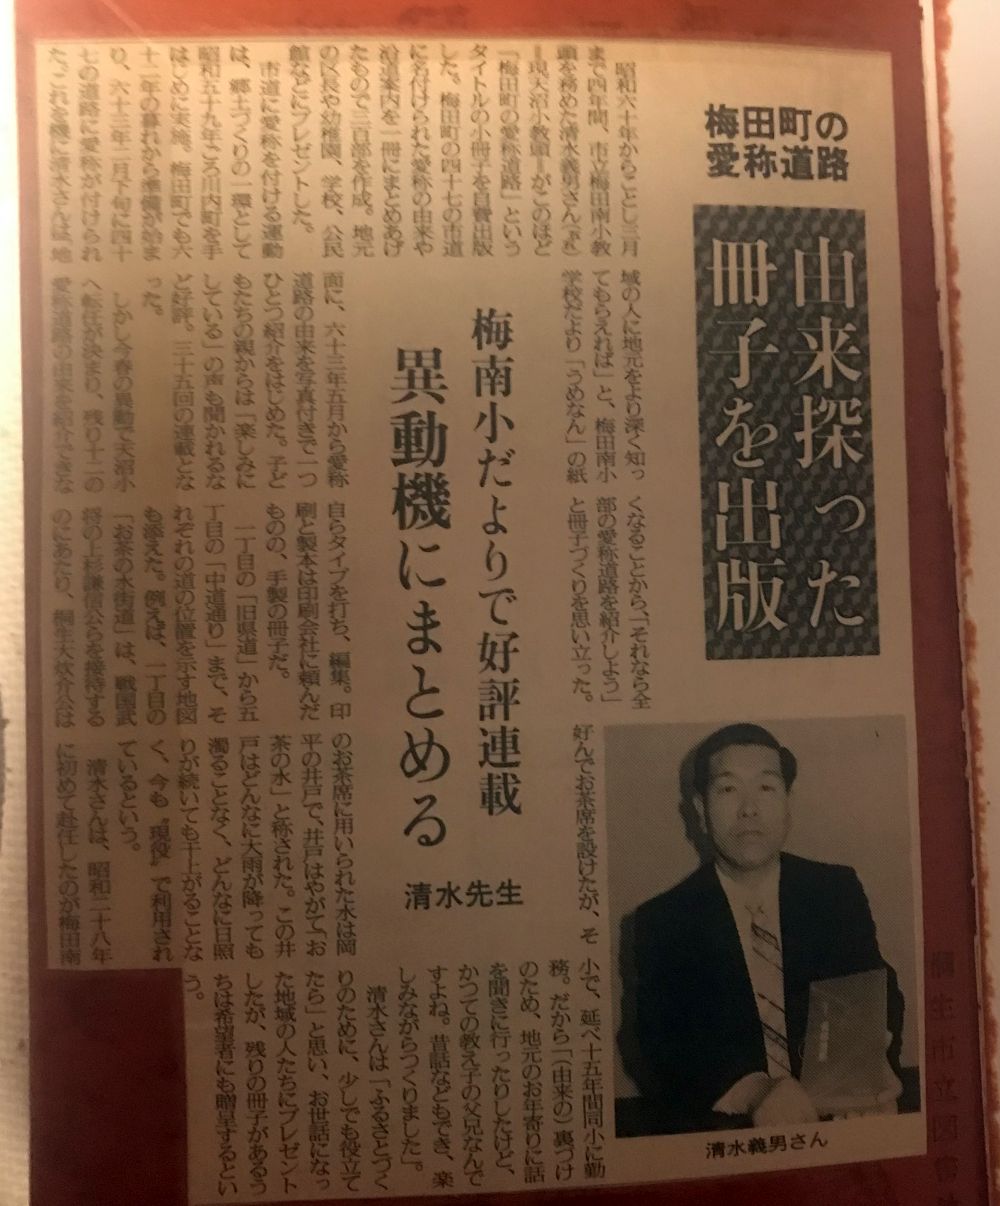 梅田町の
愛称道路
由来探った
冊子を出版
梅南小だよりで好評連載
異動機にまとめる
清水先生
昭和六十年からことし三月
まで四年間、市立梅田南小教
頭を務めた清水義男さん
＝現天沼小教頭＝がこのほど
「梅田町の愛称道路」という
タイトルの小冊子を自費出版
した。梅田町の四十七の市道
に名付けられた愛称の由来や
沿道案内を一冊にまとめあげ
たもので三百部を作成。地元
の区長や幼稚園、学校、公民
館などにプレゼントした。
市道に愛称を付ける運動
は、郷土づくりの一環として
昭和五十九年ごろ川内町を手
はじめに実施。梅田町でも六
十二年の暮れから準備が始ま
り、六十三年二月下旬に四十
七の道路に愛称が付けられ
た。これを機に清水さんは「地
域の人に地元をより深く知っ
てもらえれば」と、梅田南小
学校だより「うめなん」の紙
面に、六十三年五月から愛称
道路の由来を写真付きで一つ
ひとつ紹介をはじめた。子ど
もたちの親からは「楽しみに
している」の声も聞かれるな
ど好評。三十五回の連載とな
った。
しかし今春の異動で天沼小
へ転任が決まり、残り十二の
愛称道路の由来を紹介できな
くなることから、「それなら全
部の愛称道路を紹介しよう」
と冊子づくりを思い立った。
自らタイプを打ち、編集。印
刷と製本は印刷会社に頼んだ
ものの、手製の冊子だ。
一丁目の「旧県道」から五
丁目の「中道通り」まで、そ
れぞれの道の位置を示す地図
も添えた。例えば、一丁目の
「お茶の水街道」は、戦国武
将の上杉謙信公らを接待する
のにあたり、桐生大炊介公は
好んでお茶席を設けたが、そ
のお茶席に用いられた水は岡
平の井戸で、井戸はやがて「お
茶の水」と称された。この井
戸はどんなに大雨が降っても
濁ることなく、どんなに日照
りが続いても干上がることな
く、今も〝現役〟で利用され
ているという。
清水さんは、昭和二十八年
に初めて赴任したのが梅田南
小で、延べ十五年間同小に勤
務。だから「（由来の）裏づけ
のため、地元のお年寄りに話
を聞きに行ったりしたけど、
かつての教え子の父兄なんで
すよね。昔話などもでき、楽
しみながらつくりました」。
清水さんは「ふるさとづく
りのために、少しでも役立て
たら」と思い、お世話になっ
た地域の人たちにプレゼント
したが、残りの冊子があるう
ちは希望者にも贈呈するとい
う。
清水義男さん
桐生市立図書